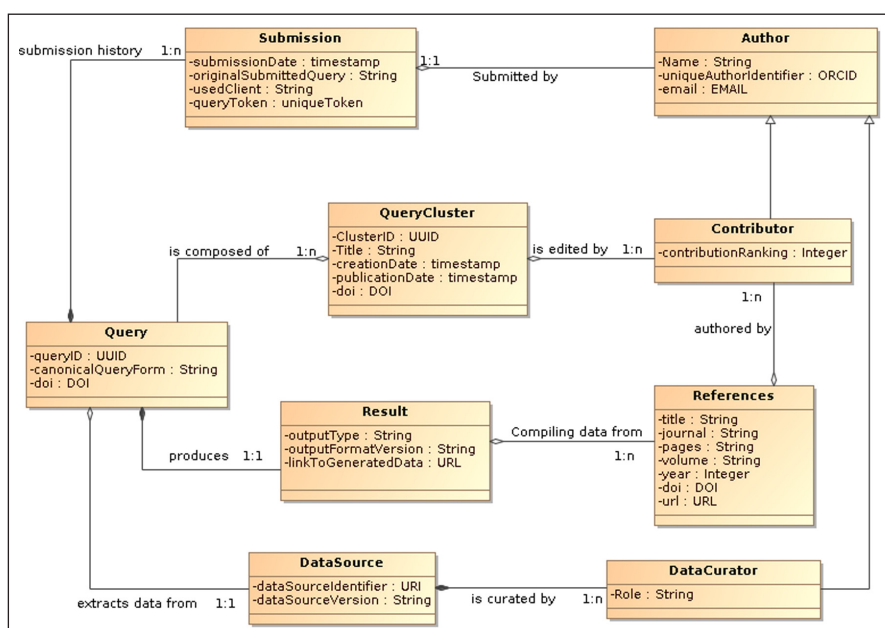 submission history 1:n
Submission
-submissionDate : timestamp
-originalSubmittedQuery : String
-usedClient : String
-queryToken : uniqueToken
1:1
Submitted by
Author
-Name : String
-uniqueAuthorIdentifier : ORCID
-email : EMAIL
is composed of 1:n
QueryCluster
-ClusterID : UUID
-Title : String
-creationDate : timestamp
-publicationDate : timestamp
-doi : DOI
is edited by 1:n
Contributor
-contributionRanking : Integer
1:n
authored by
Query
-queryID : UUID
-canonicalQueryForm : String
-doi : DOI
produces 1:1
Result
-outputType : String
-outputFormatVersion : String
-linkToGeneratedData : URL
Compiling data from
1:n
References
-title : String
-journal : String
-pages : String
-volume : String
-year : Integer
-doi : DOI
-url : URL
extracts data from 1:1
DataSource
-dataSourceIdentifier : URI
-dataSourceVersion : String
is curated by 1:n
DataCurator
-Role : String